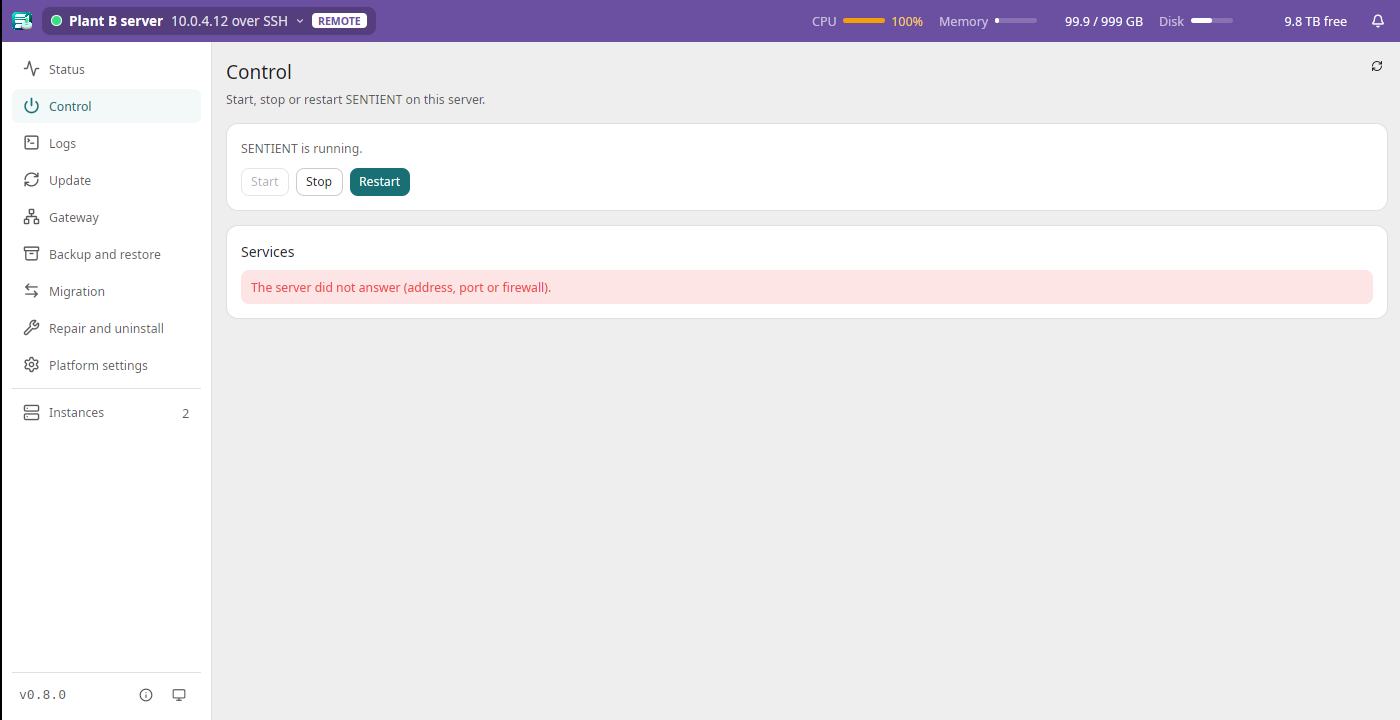 Plant B server 10.0.4.12 over SSH REMOTE CPU 100% Memory 99.9 / 999 GB Disk 9.8 TB free
Status
Control
Logs
Update
Gateway
Backup and restore
Migration
Repair and uninstall
Platform settings
Instances 2
v0.8.0
Control
Start, stop or restart SENTIENT on this server.
SENTIENT is running.
Start Stop Restart
Services
The server did not answer (address, port or firewall).